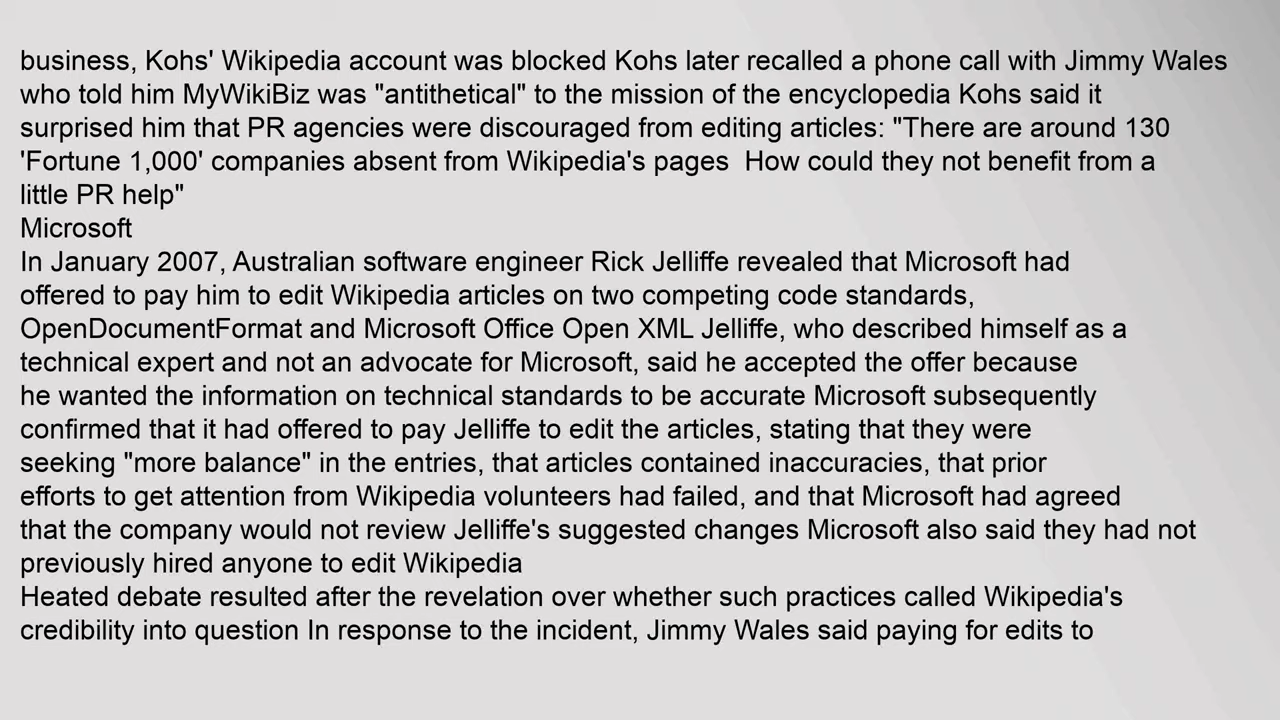 business, Kohs' Wikipedia account was blocked Kohs later recalled a phone call with Jimmy Wales
who told him MyWikiBiz was "antithetical" to the mission of the encyclopedia Kohs said it
surprised him that PR agencies were discouraged from editing articles: "There are around 130
'Fortune 1,000' companies absent from Wikipedia's pages  How could they not benefit from a
little PR help"
Microsoft
In January 2007, Australian software engineer Rick Jelliffe revealed that Microsoft had
offered to pay him to edit Wikipedia articles on two competing code standards,
OpenDocumentFormat and Microsoft Office Open XML Jelliffe, who described himself as a
technical expert and not an advocate for Microsoft, said he accepted the offer because
he wanted the information on technical standards to be accurate Microsoft subsequently
confirmed that it had offered to pay Jelliffe to edit the articles, stating that they were
seeking "more balance" in the entries, that articles contained inaccuracies, that prior
efforts to get attention from Wikipedia volunteers had failed, and that Microsoft had agreed
that the company would not review Jelliffe's suggested changes Microsoft also said they had not
previously hired anyone to edit Wikipedia
Heated debate resulted after the revelation over whether such practices called Wikipedia's
credibility into question In response to the incident, Jimmy Wales said paying for edits to